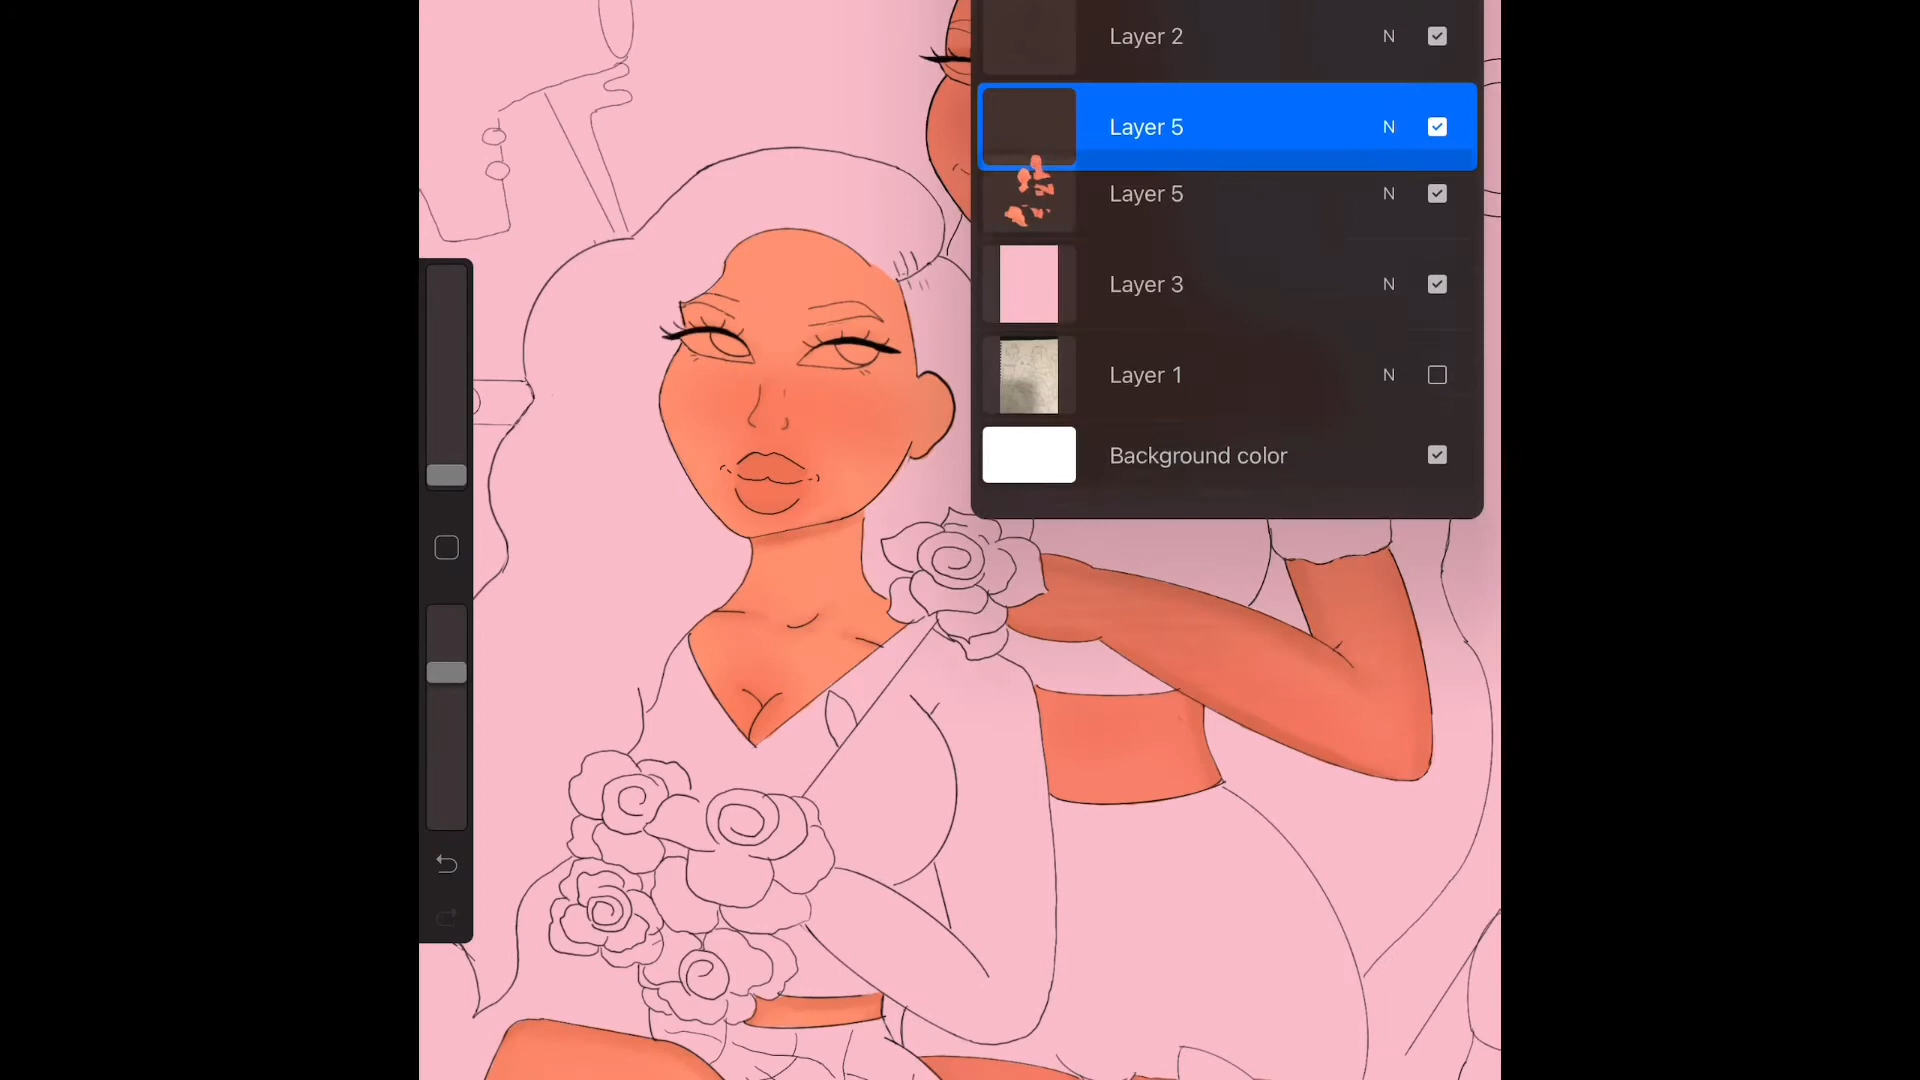 Layer 2 N
Layer 5 N
Layer 5 N
Layer 3 N
Layer 1 N
Background color